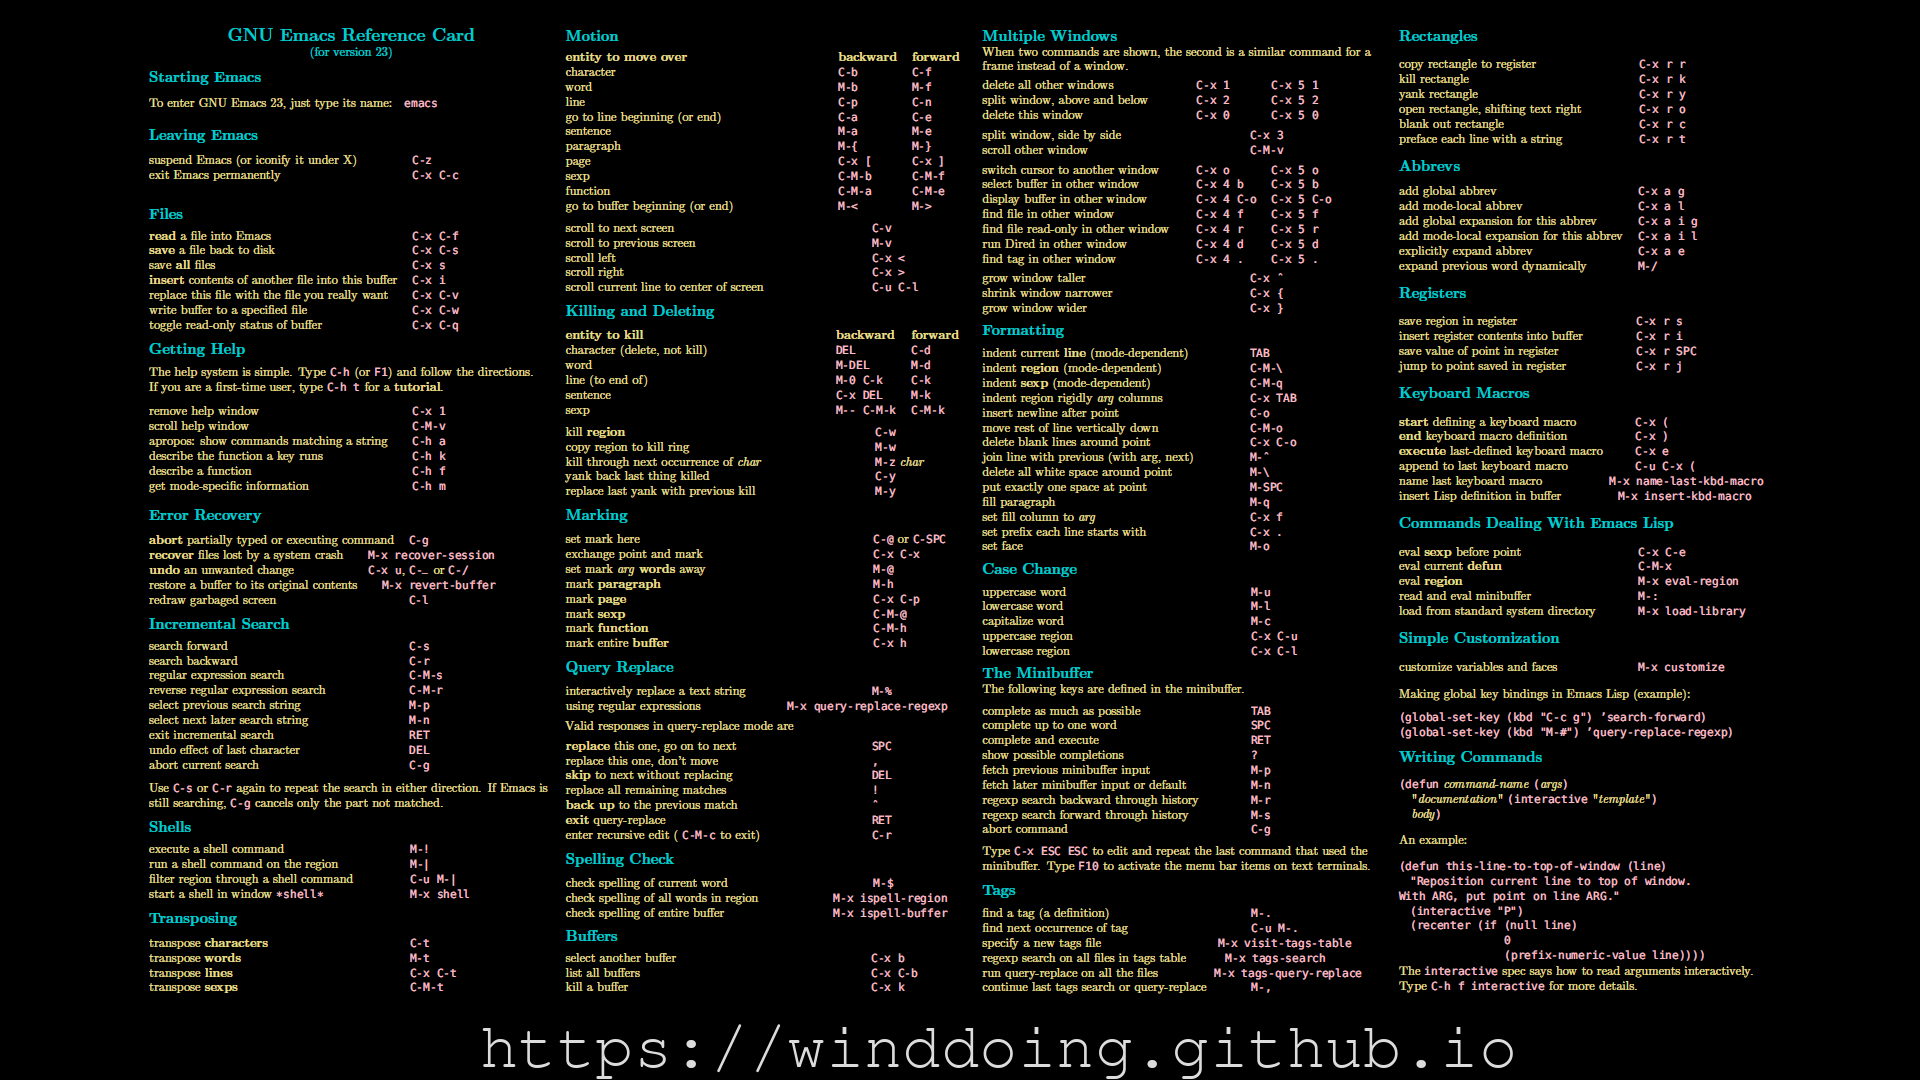 GNU Emacs Reference Card
(for version 23)
Starting Emacs
To enter GNU Emacs 23, just type its name: emacs
Leaving Emacs
suspend Emacs (or iconify it under X) C-z
exit Emacs permanently C-x C-c
Files
read a file into Emacs C-x C-f
save a file back to disk C-x C-s
save all files C-x s
insert contents of another file into this buffer C-x i
replace this file with the file you really want C-x C-v
write buffer to a specified file C-x C-w
toggle read-only status of buffer C-x C-q
Getting Help
The help system is simple. Type C-h (or F1) and follow the directions.
If you are a first-time user, type C-h t for a tutorial.
remove help window C-x 1
scroll help window C-M-v
apropos: show commands matching a string C-h a
describe the function a key runs C-h k
describe a function C-h f
get mode-specific information C-h m
Error Recovery
abort partially typed or executing command C-g
recover files lost by a system crash M-x recover-session
undo an unwanted change C-x u, C-_ or C-/
restore a buffer to its original contents M-x revert-buffer
redraw garbaged screen C-l
Incremental Search
search forward C-s
search backward C-r
regular expression search C-M-s
reverse regular expression search C-M-r
select previous search string M-p
select next later search string M-n
exit incremental search RET
undo effect of last character DEL
abort current search C-g
Use C-s or C-r again to repeat the search in either direction. If Emacs is
still searching, C-g cancels only the part not matched.
Shells
execute a shell command M-!
run a shell command on the region M-|
filter region through a shell command C-u M-|
start a shell in window *shell* M-x shell
Transposing
transpose characters C-t
transpose words M-t
transpose lines C-x C-t
transpose sexps C-M-t
Motion
entity to move over backward forward
character C-b C-f
word M-b M-f
line C-p C-n
go to line beginning (or end) C-a C-e
sentence M-a M-e
paragraph M-{ M-}
page C-x [ C-x ]
sexp C-M-b C-M-f
function C-M-a C-M-e
go to buffer beginning (or end) M-< M->
scroll to next screen C-v
scroll to previous screen M-v
scroll left C-x <
scroll right C-x >
scroll current line to center of screen C-u C-l
Killing and Deleting
entity to kill backward forward
character (delete, not kill) DEL C-d
word M-DEL M-d
line (to end of) M-0 C-k C-k
sentence C-x DEL M-k
sexp M-- C-M-k C-M-k
kill region C-w
copy region to kill ring M-w
kill through next occurrence of char M-z char
yank back last thing killed C-y
replace last yank with previous kill M-y
Marking
set mark here C-@ or C-SPC
exchange point and mark C-x C-x
set mark arg words away M-@
mark paragraph M-h
mark page C-x C-p
mark sexp C-M-@
mark function C-M-h
mark entire buffer C-x h
Query Replace
interactively replace a text string M-%
using regular expressions M-x query-replace-regexp
Valid responses in query-replace mode are
replace this one, go on to next SPC
replace this one, don't move ,
skip to next without replacing DEL
replace all remaining matches !
back up to the previous match ^
exit query-replace RET
enter recursive edit ( C-M-c to exit) C-r
Spelling Check
check spelling of current word M-$
check spelling of all words in region M-x ispell-region
check spelling of entire buffer M-x ispell-buffer
Buffers
select another buffer C-x b
list all buffers C-x C-b
kill a buffer C-x k
Multiple Windows
When two commands are shown, the second is a similar command for a
frame instead of a window.
delete all other windows C-x 1 C-x 5 1
split window, above and below C-x 2 C-x 5 2
delete this window C-x 0 C-x 5 0
split window, side by side C-x 3
scroll other window C-M-v
switch cursor to another window C-x o C-x 5 o
select buffer in other window C-x 4 b C-x 5 b
display buffer in other window C-x 4 C-o C-x 5 C-o
find file in other window C-x 4 f C-x 5 f
find file read-only in other window C-x 4 r C-x 5 r
run Dired in other window C-x 4 d C-x 5 d
find tag in other window C-x 4 . C-x 5 .
grow window taller C-x ^
shrink window narrower C-x {
grow window wider C-x }
Formatting
indent current line (mode-dependent) TAB
indent region (mode-dependent) C-M-\
indent sexp (mode-dependent) C-M-q
indent region rigidly arg columns C-x TAB
insert newline after point C-o
move rest of line vertically down C-M-o
delete blank lines around point C-x C-o
join line with previous (with arg, next) M-^
delete all white space around point M-\
put exactly one space at point M-SPC
fill paragraph M-q
set fill column to arg C-x f
set prefix each line starts with C-x .
set face M-o
Case Change
uppercase word M-u
lowercase word M-l
capitalize word M-c
uppercase region C-x C-u
lowercase region C-x C-l
The Minibuffer
The following keys are defined in the minibuffer.
complete as much as possible TAB
complete up to one word SPC
complete and execute RET
show possible completions ?
fetch previous minibuffer input M-p
fetch later minibuffer input or default M-n
regexp search backward through history M-r
regexp search forward through history M-s
abort command C-g
Type C-x ESC ESC to edit and repeat the last command that used the
minibuffer. Type F10 to activate the menu bar items on text terminals.
Tags
find a tag (a definition) M-.
find next occurrence of tag C-u M-.
specify a new tags file M-x visit-tags-table
regexp search on all files in tags table M-x tags-search
run query-replace on all the files M-x tags-query-replace
continue last tags search or query-replace M-,
Rectangles
copy rectangle to register C-x r r
kill rectangle C-x r k
yank rectangle C-x r y
open rectangle, shifting text right C-x r o
blank out rectangle C-x r c
preface each line with a string C-x r t
Abbrevs
add global abbrev C-x a g
add mode-local abbrev C-x a l
add global expansion for this abbrev C-x a i g
add mode-local expansion for this abbrev C-x a i l
explicitly expand abbrev C-x a e
expand previous word dynamically M-/
Registers
save region in register C-x r s
insert register contents into buffer C-x r i
save value of point in register C-x r SPC
jump to point saved in register C-x r j
Keyboard Macros
start defining a keyboard macro C-x (
end keyboard macro definition C-x )
execute last-defined keyboard macro C-x e
append to last keyboard macro C-u C-x (
name last keyboard macro M-x name-last-kbd-macro
insert Lisp definition in buffer M-x insert-kbd-macro
Commands Dealing With Emacs Lisp
eval sexp before point C-x C-e
eval current defun C-M-x
eval region M-x eval-region
read and eval minibuffer M-:
load from standard system directory M-x load-library
Simple Customization
customize variables and faces M-x customize
Making global key bindings in Emacs Lisp (example):
(global-set-key (kbd "C-c g") 'search-forward)
(global-set-key (kbd "M-#") 'query-replace-regexp)
Writing Commands
(defun command-name (args)
"documentation" (interactive "template")
body)
An example:
(defun this-line-to-top-of-window (line)
"Reposition current line to top of window.
With ARG, put point on line ARG."
(interactive "P")
(recenter (if (null line)
0
(prefix-numeric-value line))))
The interactive spec says how to read arguments interactively.
Type C-h f interactive for more details.
https://winddoing.github.io